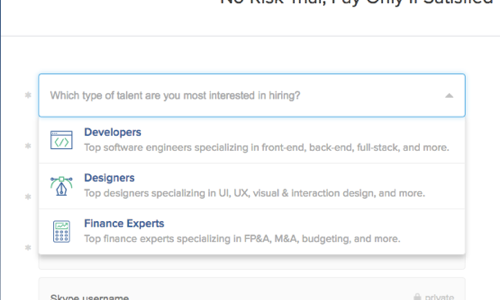 No Risk Trial, Pay Only If Satisfied
Which type of talent are you most interested in hiring?
Developers
Top software engineers specializing in front-end, back-end, full-stack, and more.
Designers
Top designers specializing in UI, UX, visual & interaction design, and more.
Finance Experts
Top finance experts specializing in FP&A, M&A, budgeting, and more.
Skype username
private